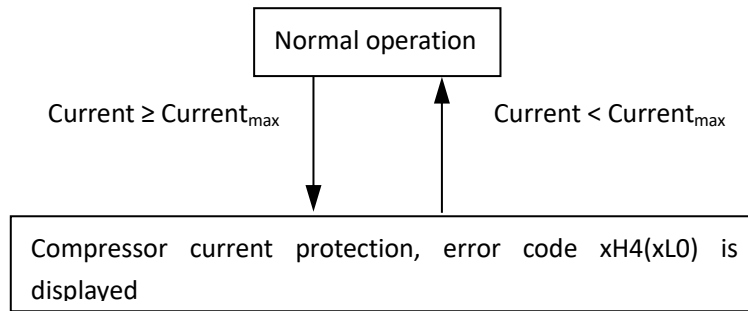 Normal operation
Current ≥ Currentmax
Current < Currentmax
Compressor current protection, error code xH4(xL0) is
displayed